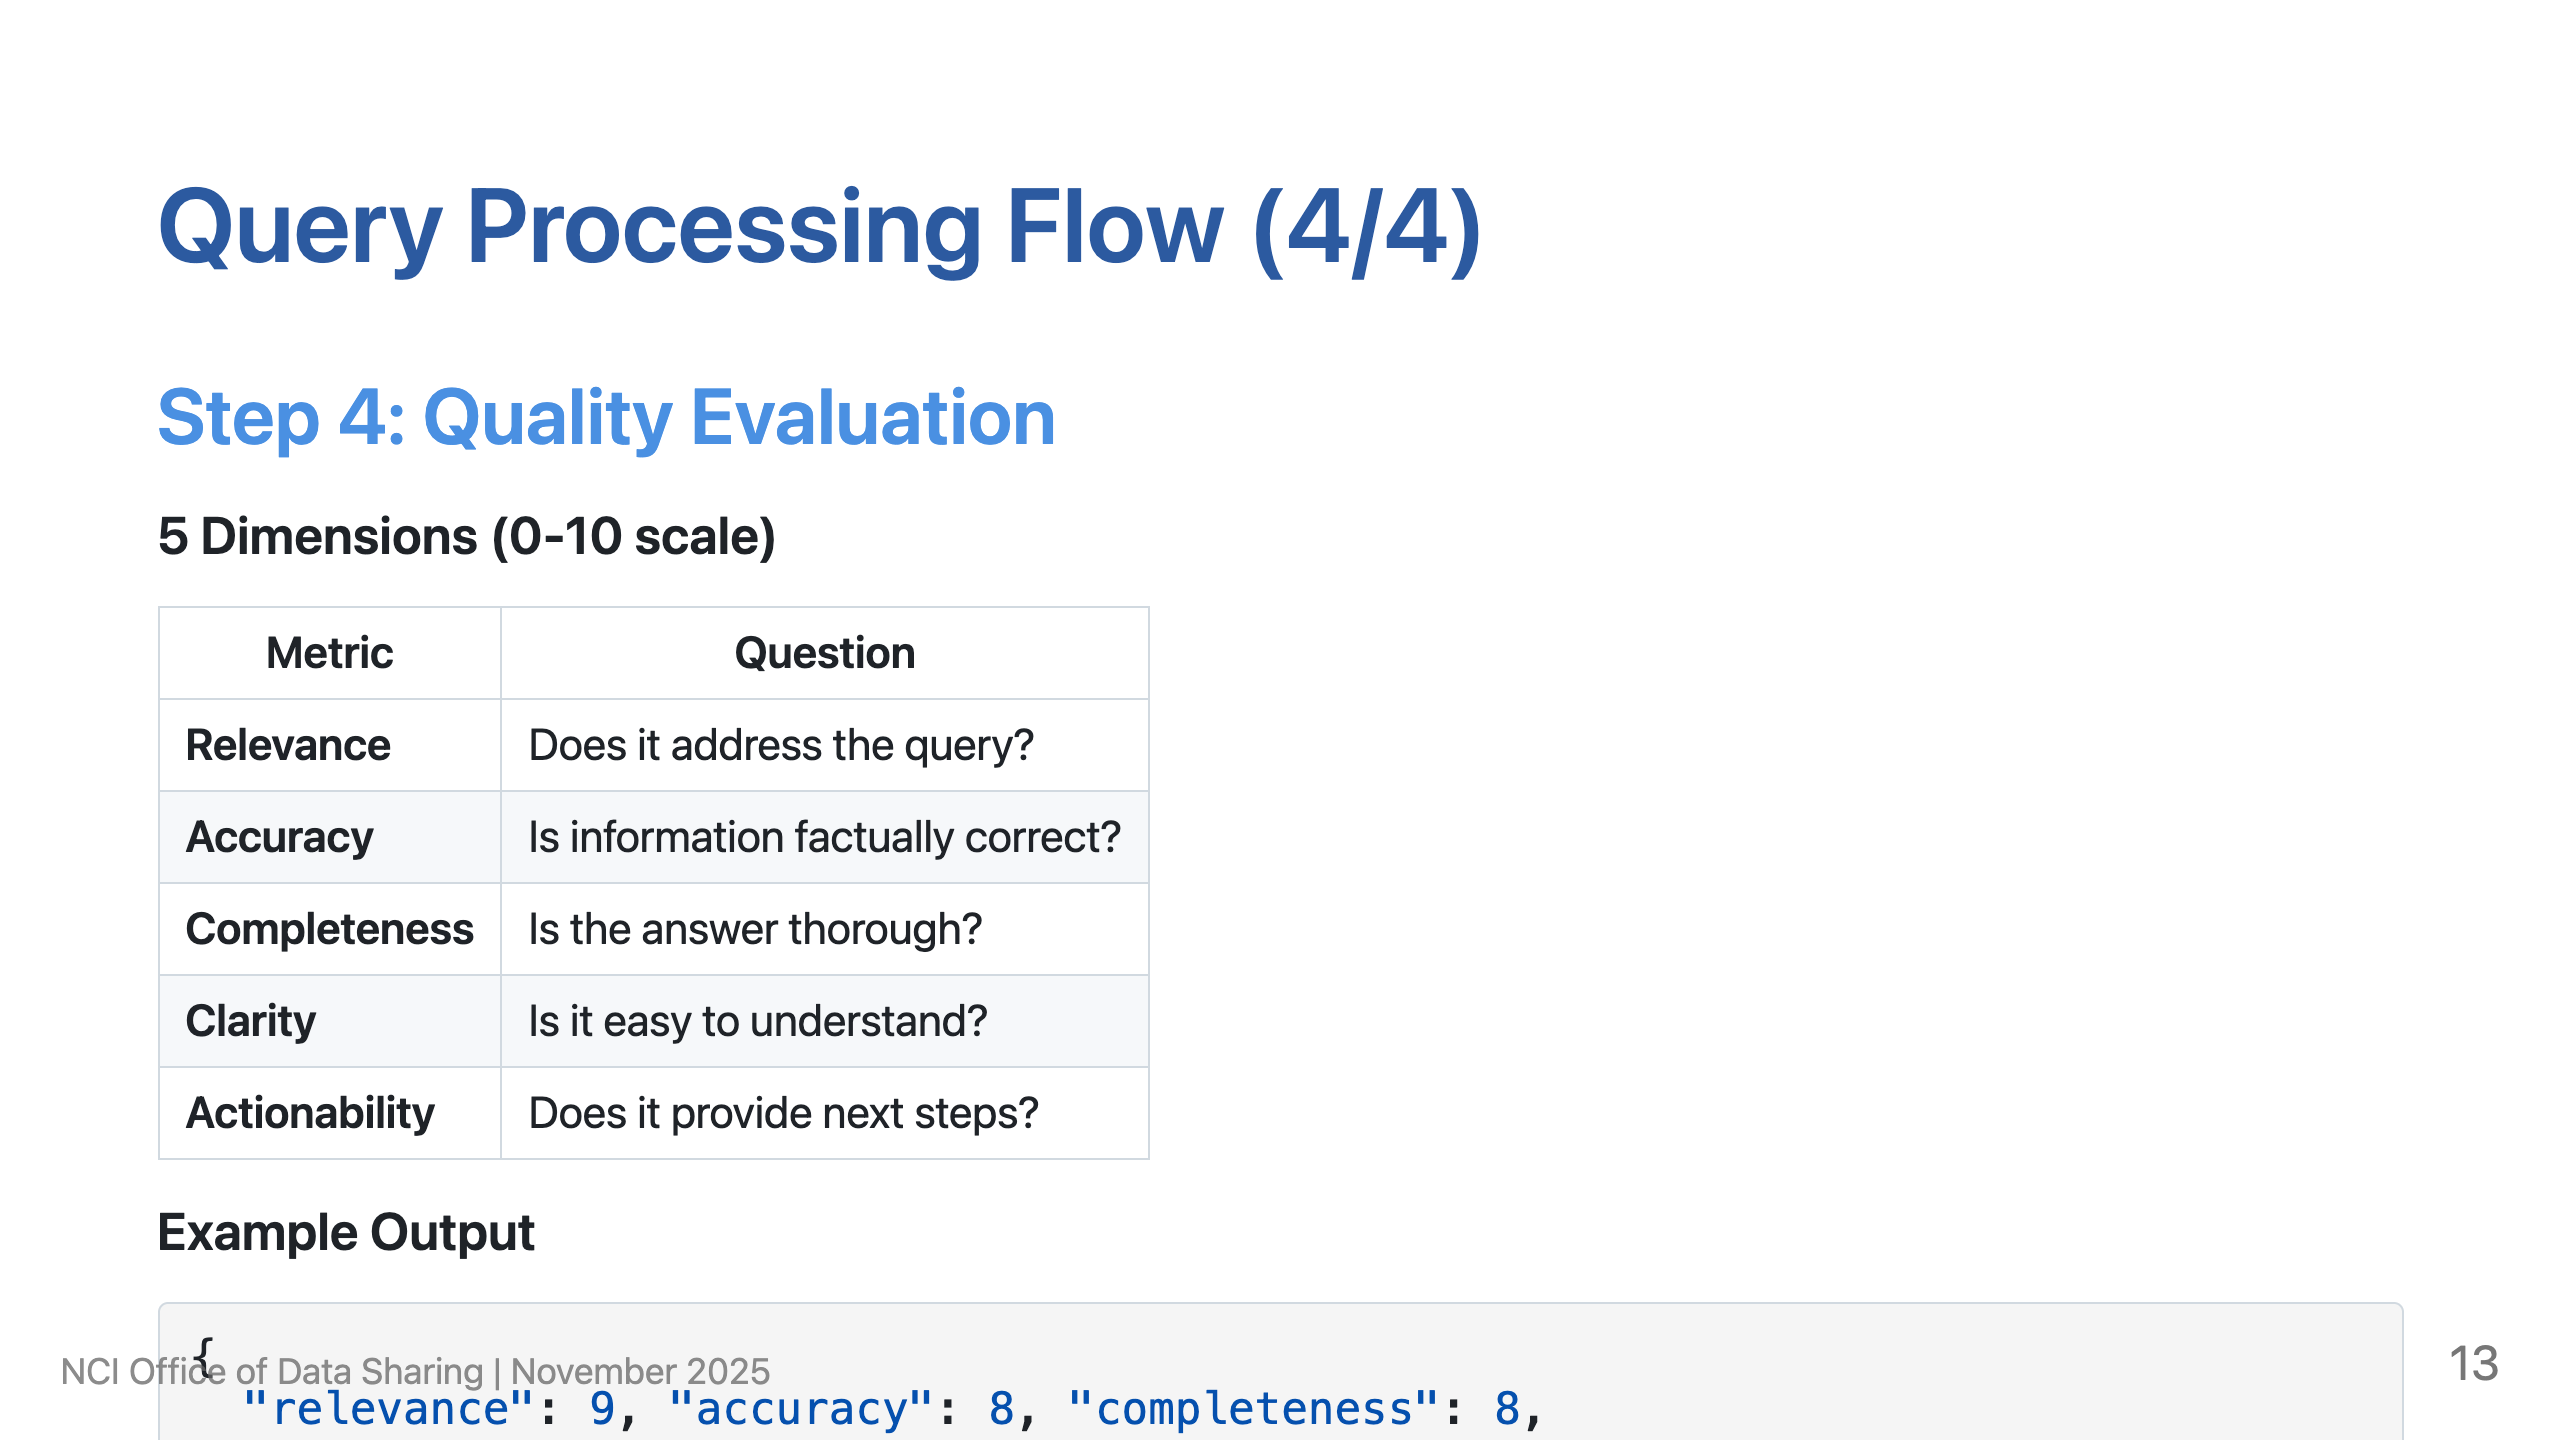 Query Processing Flow (4/4)
Step 4: Quality Evaluation
5 Dimensions (0-10 scale)
Metric Question
Relevance Does it address the query?
Accuracy Is information factually correct?
Completeness Is the answer thorough?
Clarity Is it easy to understand?
Actionability Does it provide next steps?
Example Output
{
"relevance": 9, "accuracy": 8, "completeness": 8,
NCI Office of Data Sharing | November 2025
13